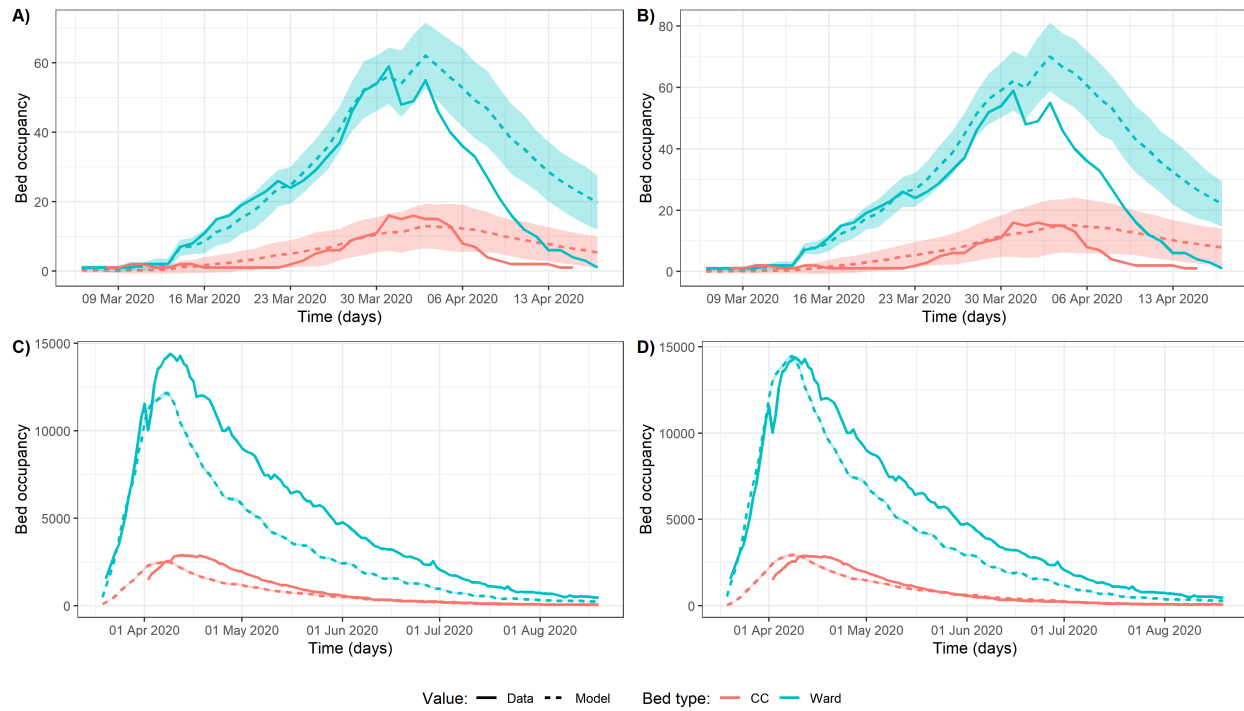 A)
Bed occupancy
60
40
20
0
09 Mar 2020 16 Mar 2020 23 Mar 2020 30 Mar 2020 06 Apr 2020 13 Apr 2020
Time (days)
B)
Bed occupancy
80
60
40
20
0
09 Mar 2020 16 Mar 2020 23 Mar 2020 30 Mar 2020 06 Apr 2020 13 Apr 2020
Time (days)
C)
Bed occupancy
15000
10000
5000
0
01 Apr 2020 01 May 2020 01 Jun 2020 01 Jul 2020 01 Aug 2020
Time (days)
D)
Bed occupancy
15000
10000
5000
0
01 Apr 2020 01 May 2020 01 Jun 2020 01 Jul 2020 01 Aug 2020
Time (days)
Value: Data Model Bed type: CC Ward